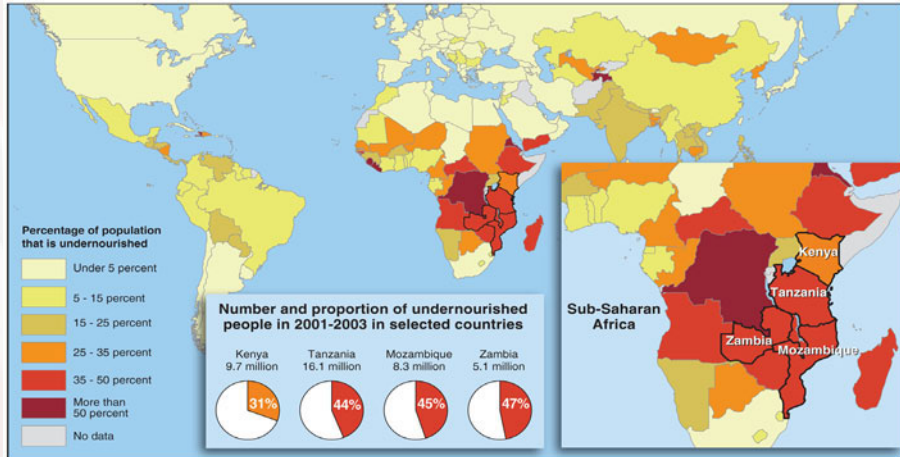 Percentage of population
that is undernourished
Under 5 percent
5 - 15 percent
15 - 25 percent
25 - 35 percent
35 - 50 percent
More than
50 percent
No data
Number and proportion of undernourished
people in 2001-2003 in selected countries
Kenya
9.7 million
31%
Tanzania
16.1 million
44%
Mozambique
8.3 million
45%
Zambia
5.1 million
47%
Sub-Saharan
Africa
Kenya
Tanzania
Zambia
Mozambique